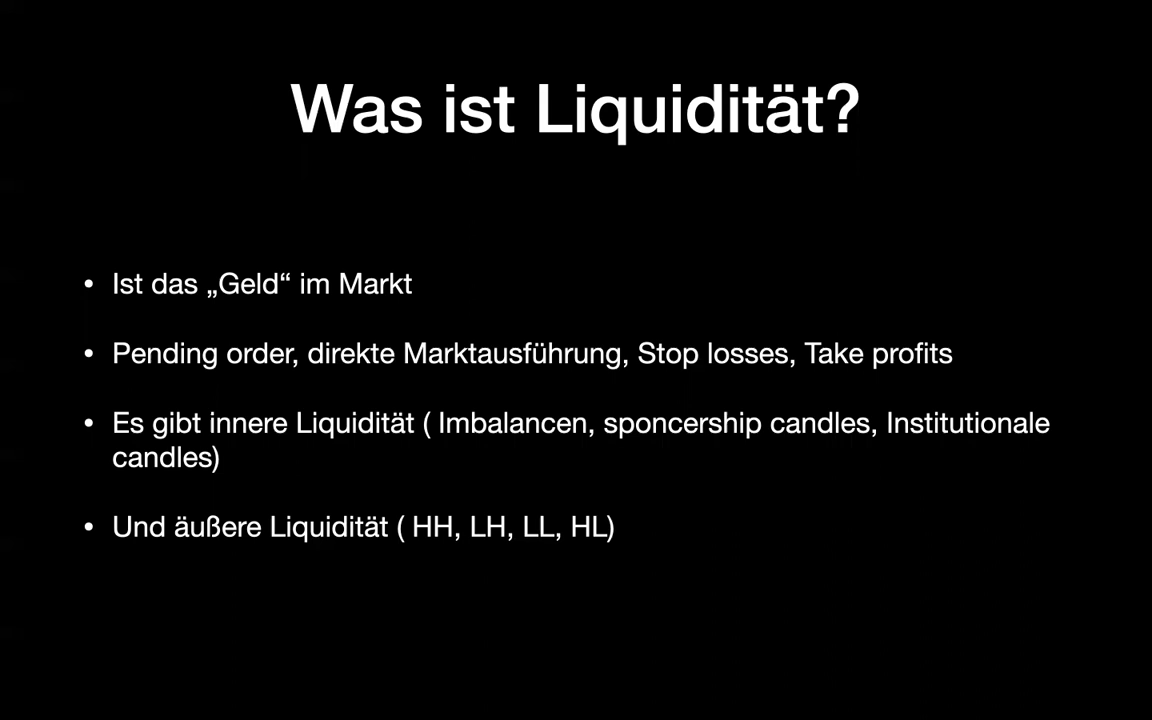 Was ist Liquidität?
• Ist das „Geld“ im Markt
• Pending order, direkte Marktausführung, Stop losses, Take profits
• Es gibt innere Liquidität ( Imbalancen, sponcership candles, Institutionale
candles)
• Und äußere Liquidität ( HH, LH, LL, HL)